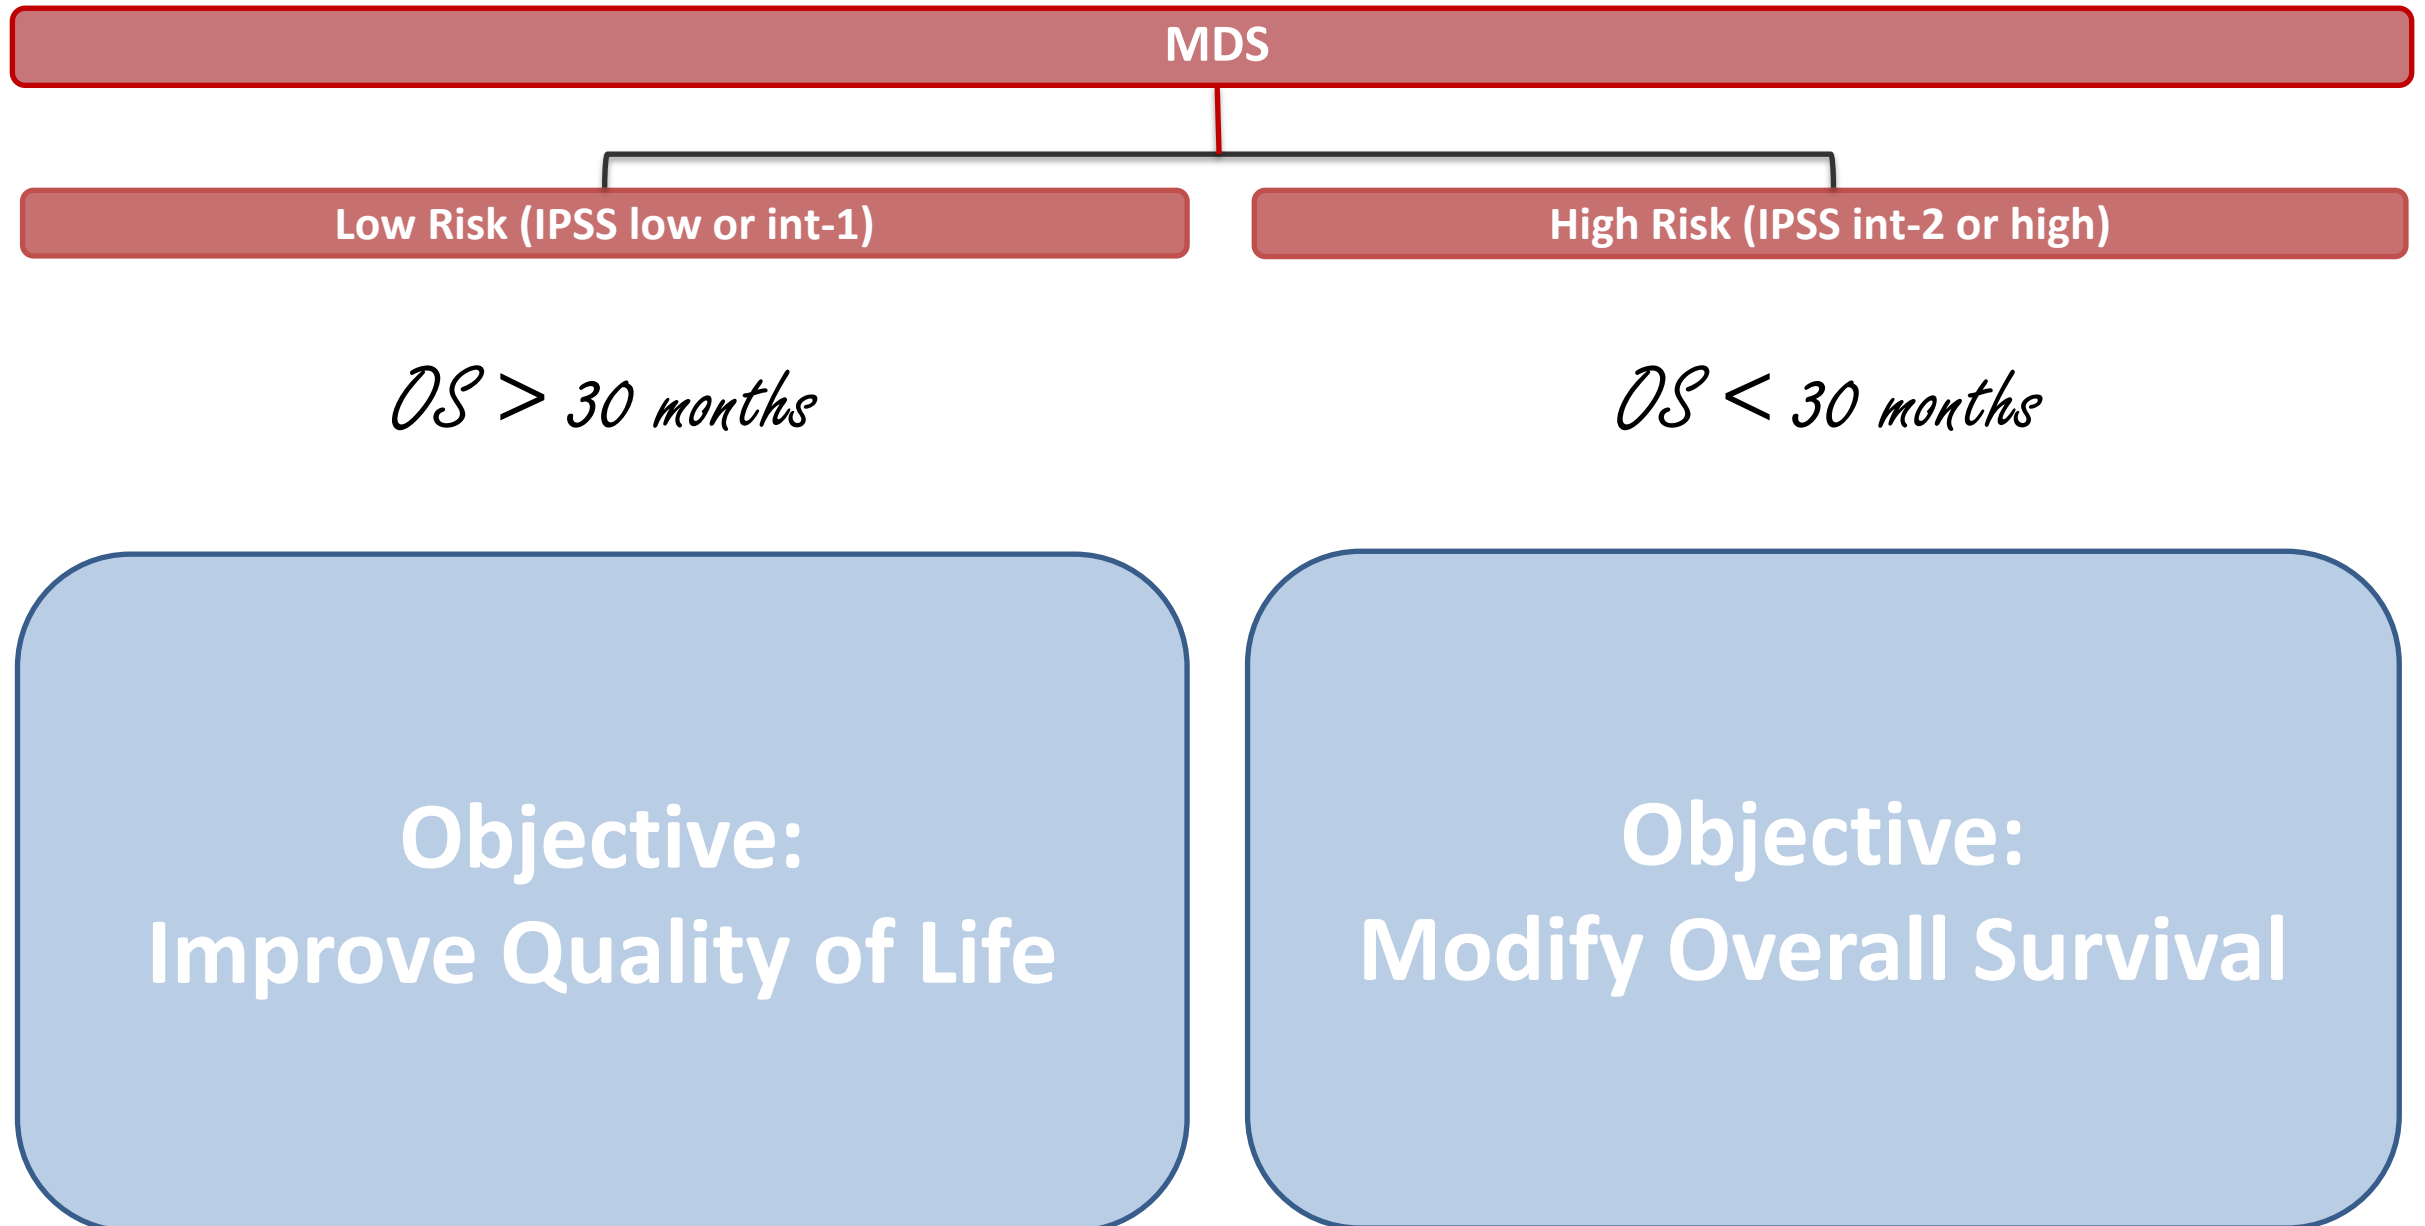 MDS
Low Risk (IPSS low or int-1)
High Risk (IPSS int-2 or high)
OS > 30 months
OS < 30 months
Objective:
Improve Quality of Life
Objective:
Modify Overall Survival